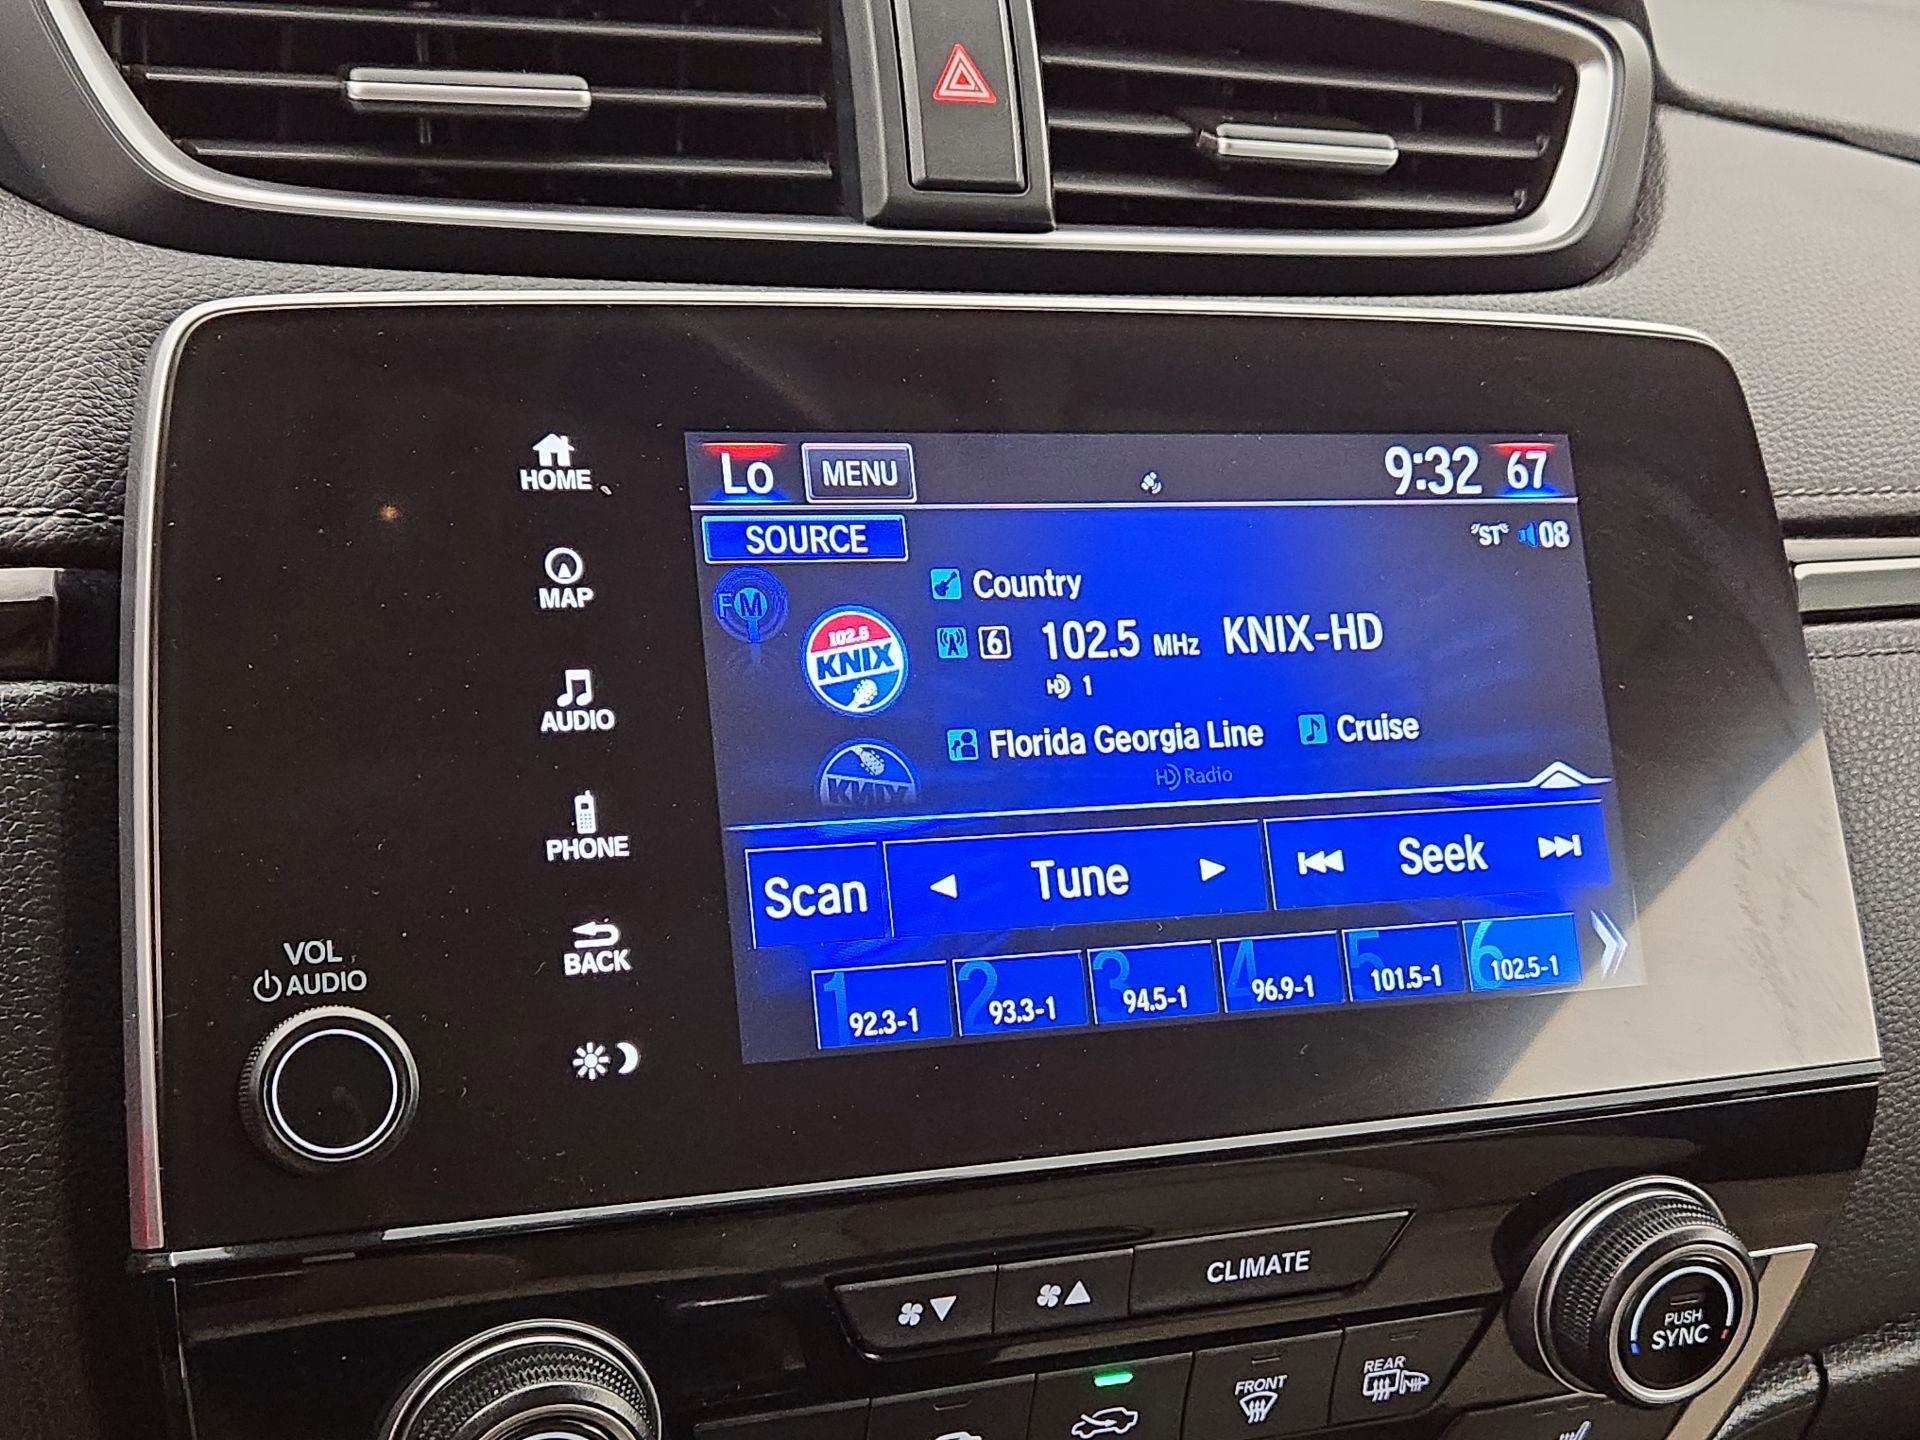 Lo MENU 9:32 67
SOURCE "ST" 08
HOME
MAP
AUDIO
PHONE
BACK
VOL
AUDIO
FM
102.5
KNIX
Country
6 102.5 MHz KNIX-HD
HD 1
Florida Georgia Line Cruise
HD Radio
KNIX
Scan Tune Seek
1 92.3-1
2 93.3-1
3 94.5-1
4 96.9-1
5 101.5-1
6 102.5-1
CLIMATE
PUSH
SYNC
FRONT
REAR